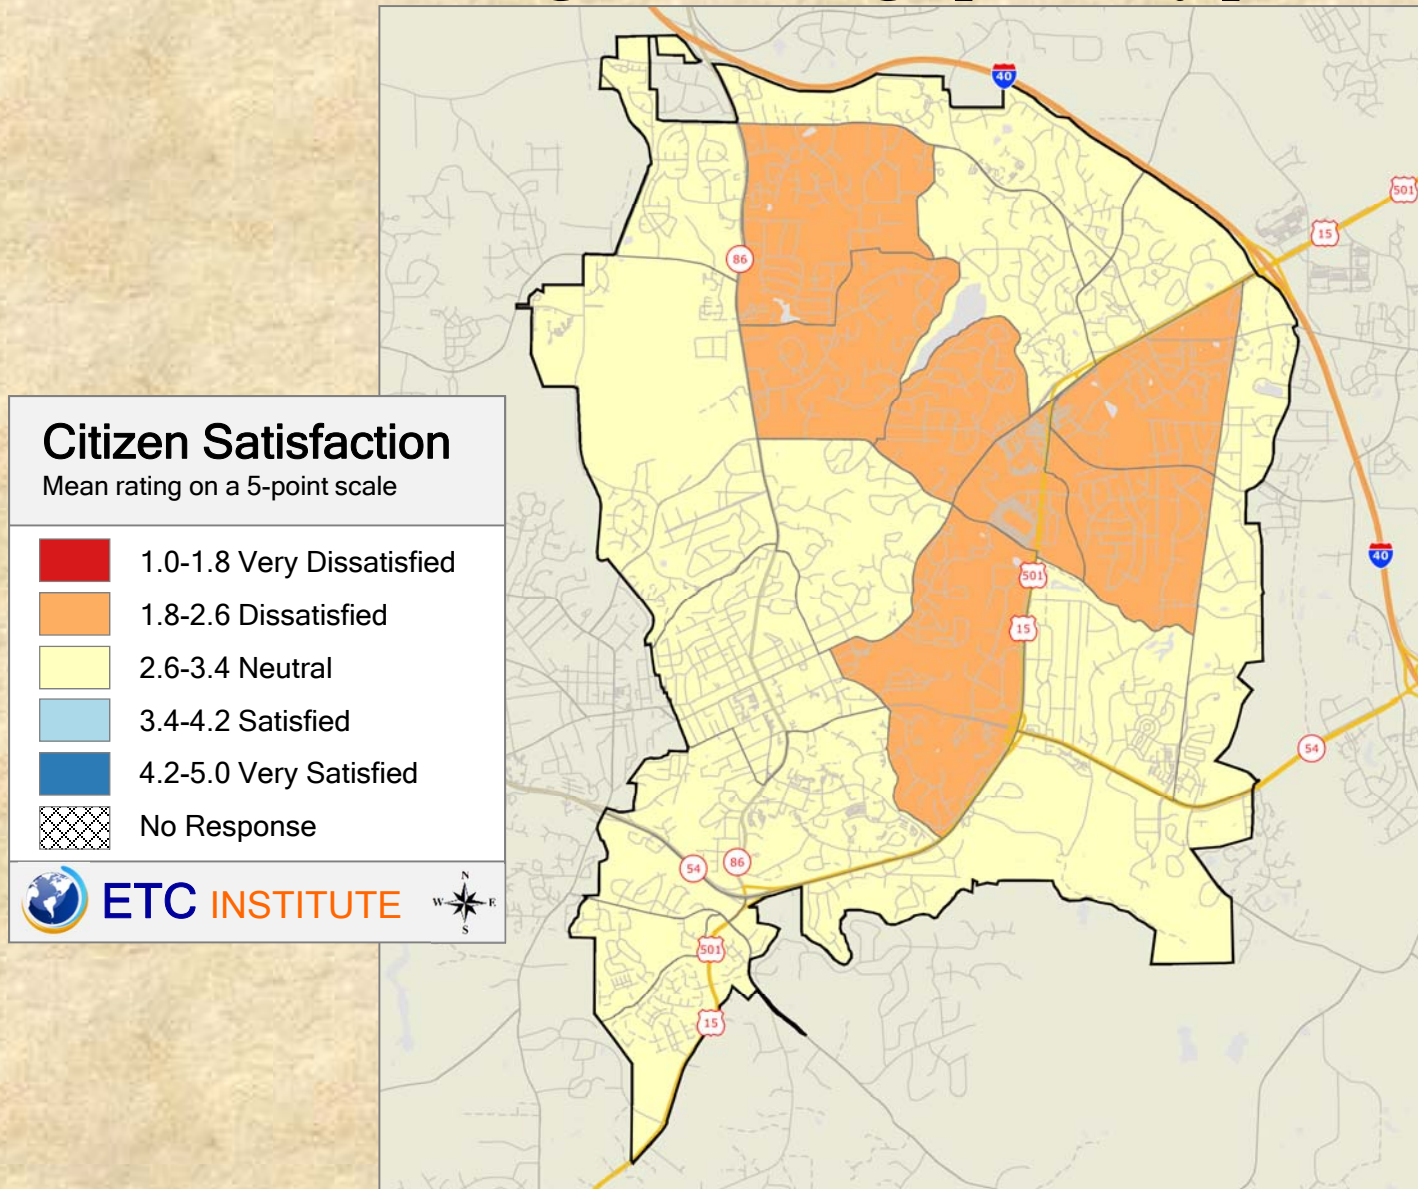 40
501
15
86
Citizen Satisfaction
Mean rating on a 5-point scale
1.0-1.8 Very Dissatisfied
1.8-2.6 Dissatisfied
2.6-3.4 Neutral
3.4-4.2 Satisfied
4.2-5.0 Very Satisfied
No Response
ETC INSTITUTE
N
W E
S
40
501
15
54
54
86
501
15